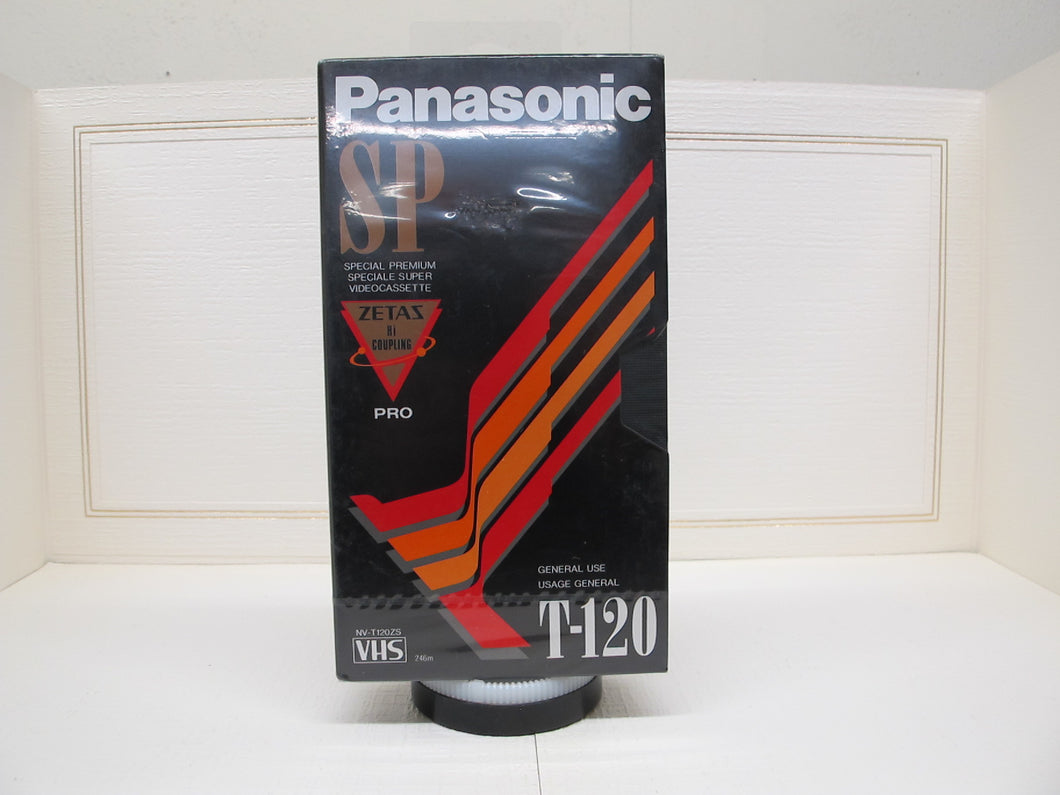 Panasonic
SP
SPECIAL PREMIUM
SPECIALE SUPER
VIDEOCASSETTE
ZETAS
Hi
COUPLING
PRO
GENERAL USE
USAGE GENERAL
T-120
NV-T120ZS
VHS
246m